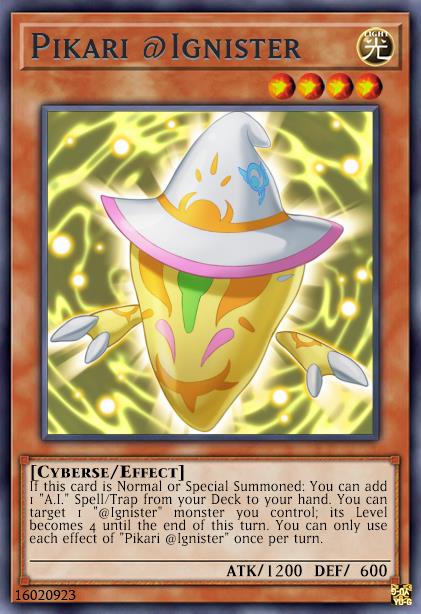 PIKARI @IGNISTER
LIGHT
光
[CYBERSE/EFFECT]
If this card is Normal or Special Summoned: You can add
1 "A.I." Spell/Trap from your Deck to your hand. You can
target 1 "@Ignister" monster you control; its Level
becomes 4 until the end of this turn. You can only use
each effect of "Pikari @Ignister" once per turn.
ATK/1200 DEF/ 600
16020923